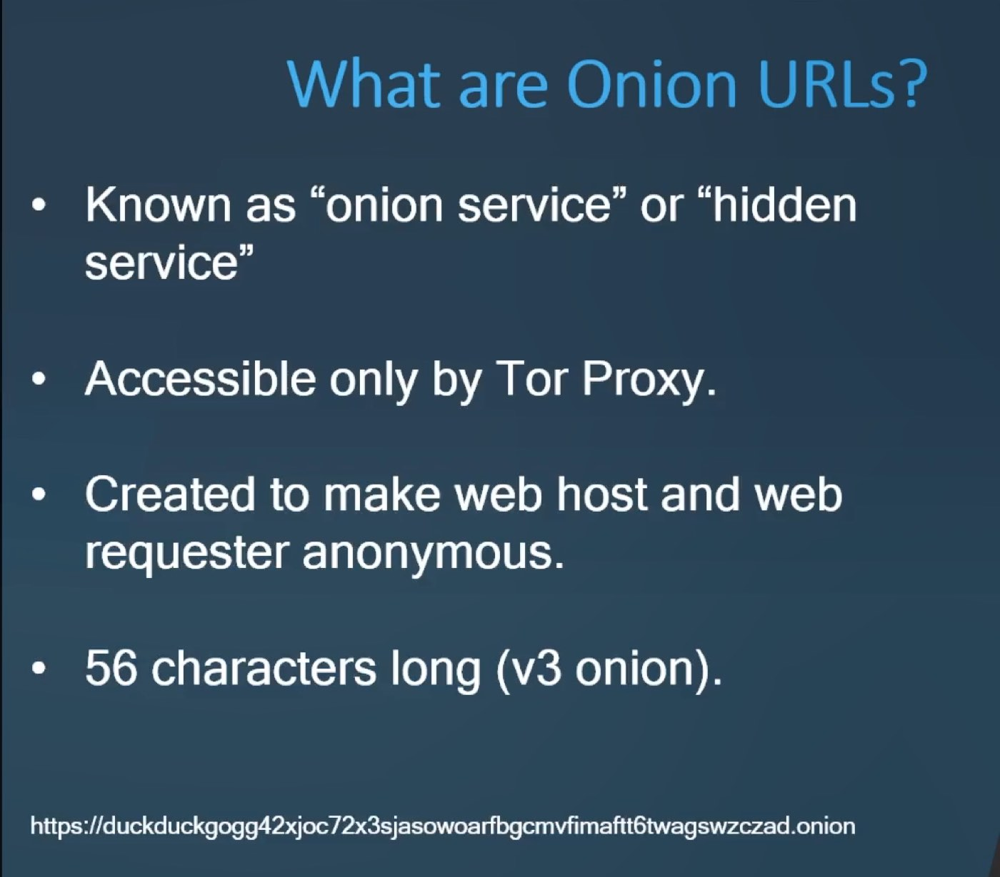 What are Onion URLs?
• Known as “onion service” or “hidden
service”
• Accessible only by Tor Proxy.
• Created to make web host and web
requester anonymous.
• 56 characters long (v3 onion).
https://duckduckgogg42xjoc72x3sjasowoarfbgcmvfimaftt6twagswzczad.onion